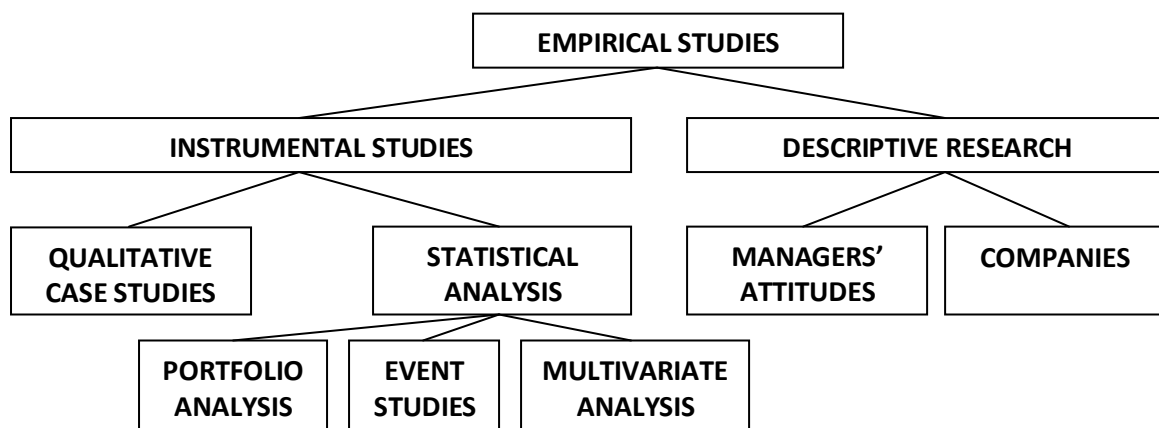 EMPIRICAL STUDIES
INSTRUMENTAL STUDIES
DESCRIPTIVE RESEARCH
QUALITATIVE
CASE STUDIES
STATISTICAL
ANALYSIS
MANAGERS’
ATTITUDES
COMPANIES
PORTFOLIO
ANALYSIS
EVENT
STUDIES
MULTIVARIATE
ANALYSIS